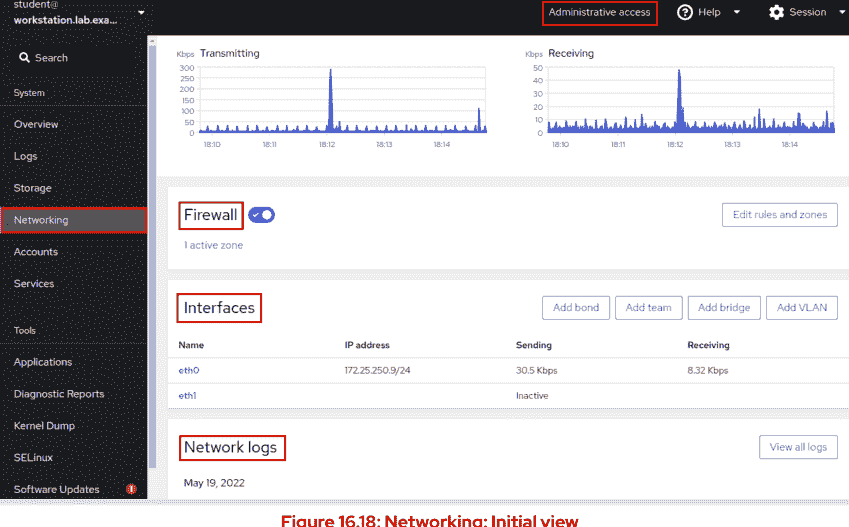 student@
workstation.lab.exa...
Administrative access
Help
Session
Search
System
Overview
Logs
Storage
Networking
Accounts
Services
Tools
Applications
Diagnostic Reports
Kernel Dump
SELinux
Software Updates
Kbps Transmitting
300
250
200
150
100
50
0
18:10 18:11 18:12 18:13 18:14
Kbps Receiving
50
40
30
20
10
0
18:10 18:11 18:12 18:13 18:14
Firewall
Edit rules and zones
1 active zone
Interfaces
Add bond Add team Add bridge Add VLAN
Name IP address Sending Receiving
eth0 172.25.250.9/24 30.5 Kbps 8.32 Kbps
eth1 Inactive
Network logs
View all logs
May 19, 2022
Figure 16.18: Networking: Initial view